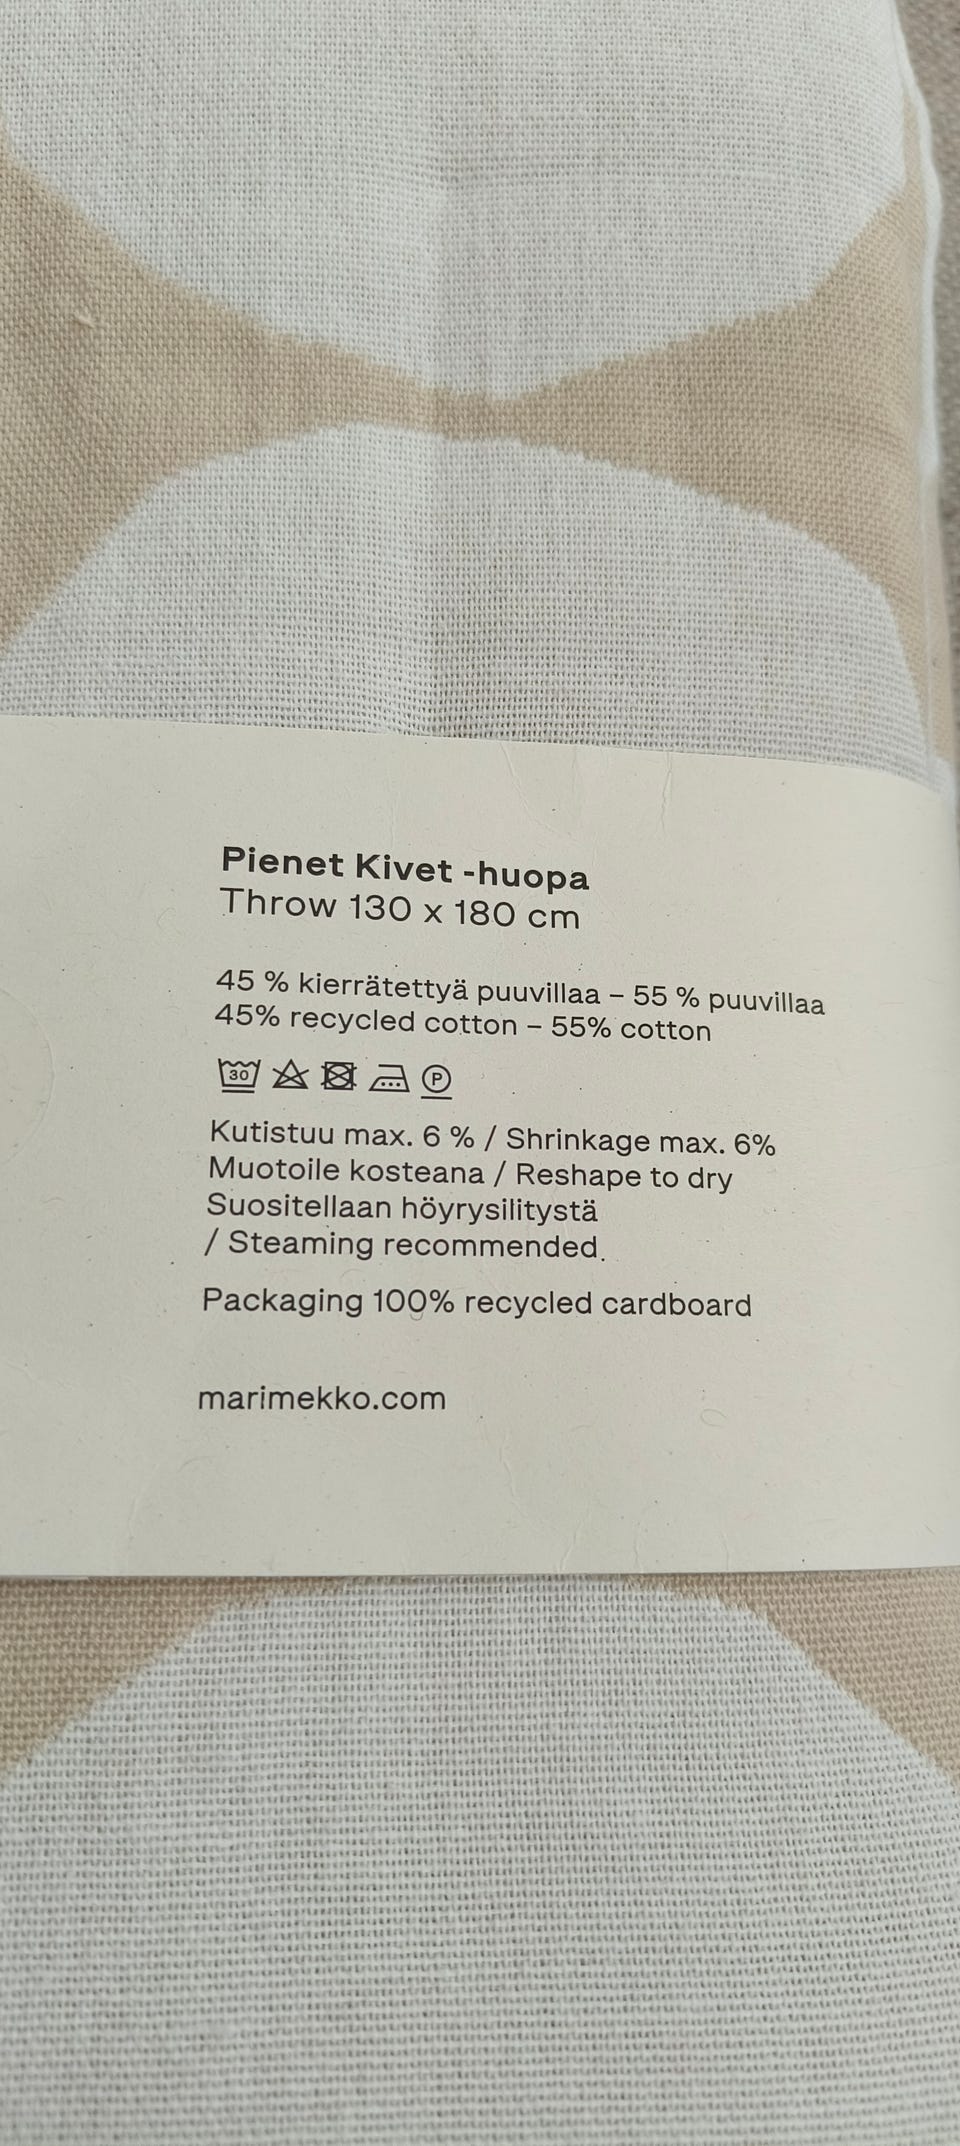 Pienet Kivet -huopa
Throw 130 x 180 cm
45 % kierrätettyä puuvillaa – 55 % puuvillaa
45% recycled cotton – 55% cotton
30 P
Kutistuu max. 6 % / Shrinkage max. 6%
Muotoile kosteana / Reshape to dry
Suositellaan höyrysilitystä
/ Steaming recommended.
Packaging 100% recycled cardboard
marimekko.com